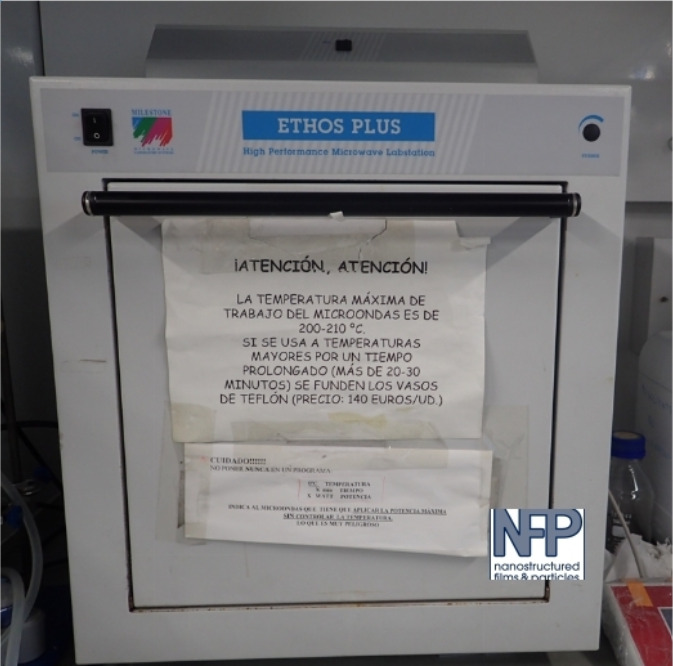 MILESTONE
ETHOS PLUS
High Performance Microwave Labstation
POWER
¡ATENCIÓN, ATENCIÓN!
LA TEMPERATURA MÁXIMA DE
TRABAJO DEL MICROONDAS ES DE
200-210 ºC.
SI SE USA A TEMPERATURAS
MAYORES POR UN TIEMPO
PROLONGADO (MÁS DE 20-30
MINUTOS) SE FUNDEN LOS VASOS
DE TEFLÓN (PRECIO: 140 EUROS/UD.)
CUIDADO!!!!!!
NO PONER NUNCA EN UN PROGRAMA:
TEMPERATURA
TIEMPO
X WATT POTENCIA
INDICA AL MICROONDAS QUE TIENE QUE APLICAR LA POTENCIA MÁXIMA
SIN CONTROLAR LA TEMPERATURA.
LO QUE ES MUY PELIGROSO
NFP
nanostructured
films & particles